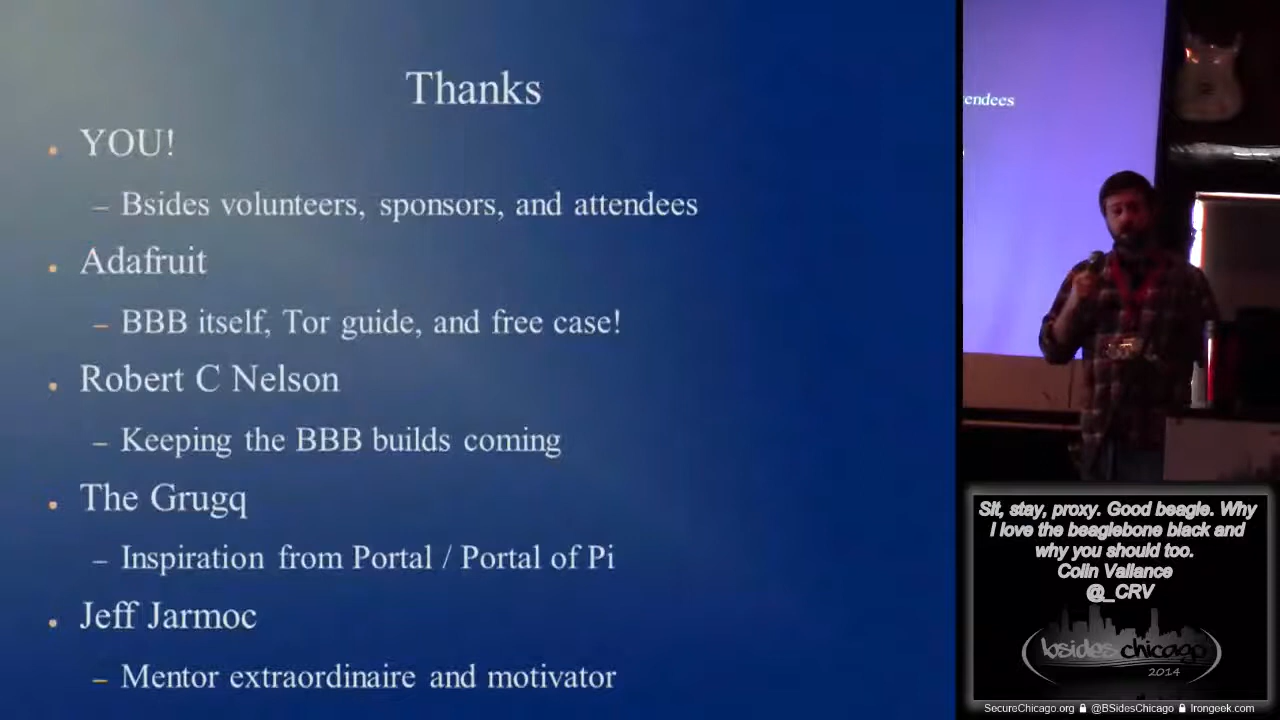 Thanks
YOU!
– Bsides volunteers, sponsors, and attendees
Adafruit
– BBB itself, Tor guide, and free case!
Robert C Nelson
– Keeping the BBB builds coming
The Grugq
– Inspiration from Portal / Portal of Pi
Jeff Jarmoc
– Mentor extraordinaire and motivator
endees
Sit, stay, proxy. Good beagle. Why
I love the beaglebone black and
why you should too.
Colin Vallance
@_CRV
bsides chicago
2014
SecureChicago.org @BSidesChicago Irongeek.com